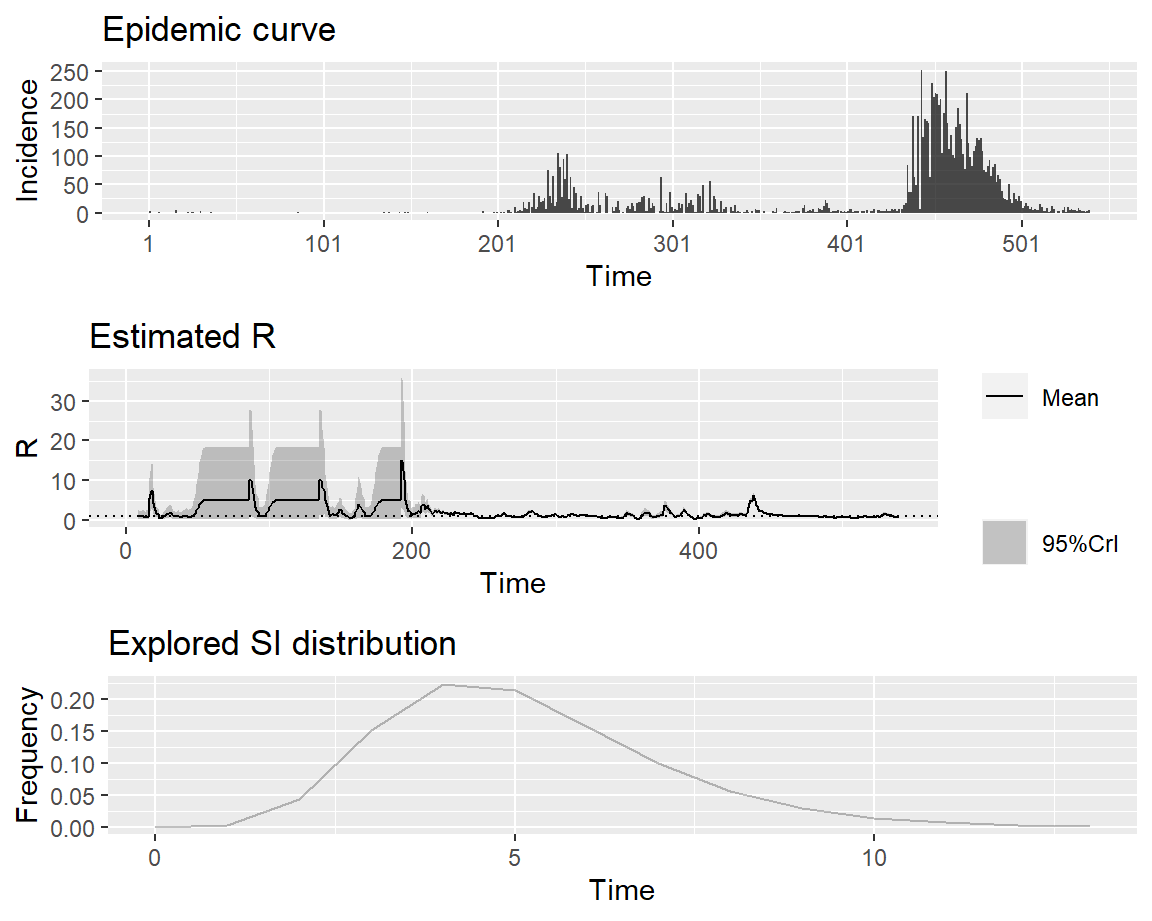 Epidemic curve
Incidence
250
200
150
100
50
0
1 101 201 301 401 501
Time
Estimated R
R
30
20
10
0
0 200 400
Time
Mean
95%CrI
Explored SI distribution
Frequency
0.20
0.15
0.10
0.05
0.00
0 5 10
Time